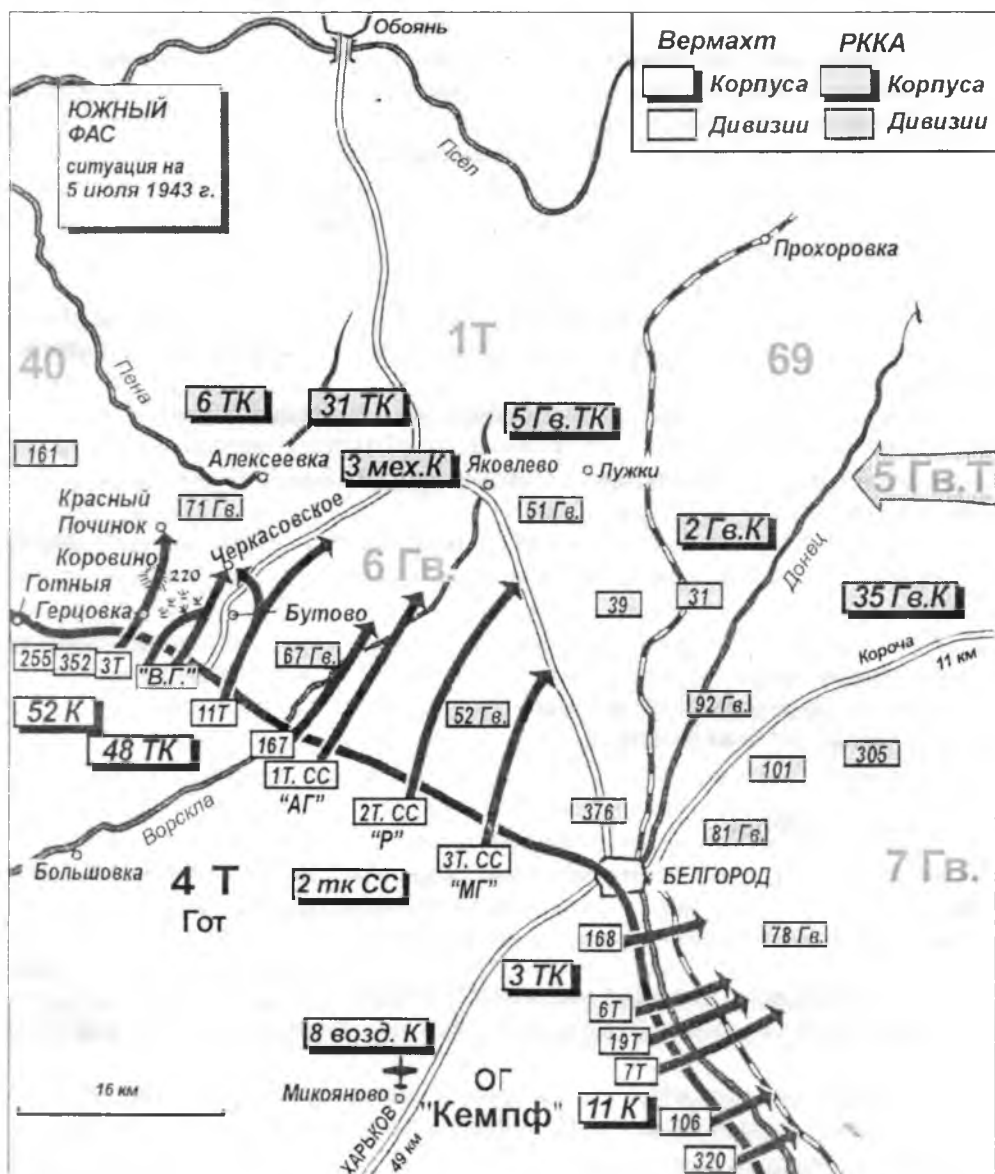 Обоянь
Вермахт
РККА
Корпуса
Корпуса
Дивизии
Дивизии
ЮЖНЫЙ
ФАС
ситуация на
5 июля 1943 г.
Псёл
Прохоровка
1Т
40
69
Пена
6 ТК
31 ТК
5 Гв.ТК
161
Алексеевка
3 мех.К
Яковлево
Лужки
5 Гв.Т
Красный
Починок
71 Гв.
Черкасовское
51 Гв.
2 Гв.К
Донец
Коровино
220
6 Гв.
Готныя
Герцовка
Бутово
39
31
35 Гв.К
255
352
3Т
"В.Г."
67 Гв.
Короча
11 км
52 К
11Т
52 Гв.
92 Гв.
48 ТК
167
1Т. СС
"АГ"
101
305
Ворскла
2Т. СС
"Р"
376
81 Гв.
Большовка
3Т. СС
"МГ"
БЕЛГОРОД
7 Гв.
4 Т
Гот
2 тк СС
168
78 Гв.
3 ТК
6Т
19Т
7Т
8 возд. К
16 км
Микояново
ОГ
"Кемпф"
11 К
106
ХАРЬКОВ
49 км
320